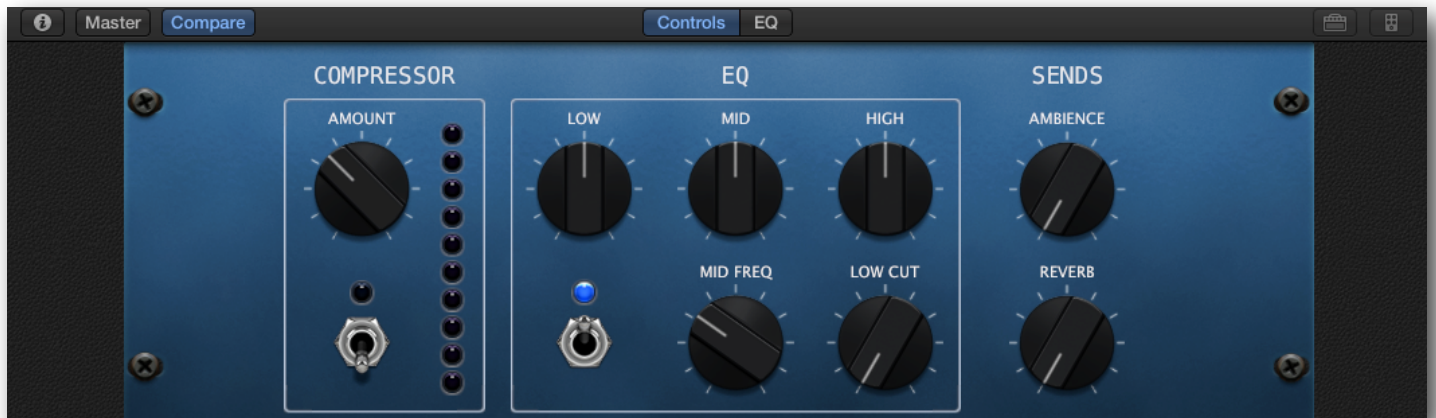 Master Compare Controls EQ
COMPRESSOR EQ SENDS
AMOUNT LOW MID HIGH AMBIENCE
MID FREQ LOW CUT REVERB